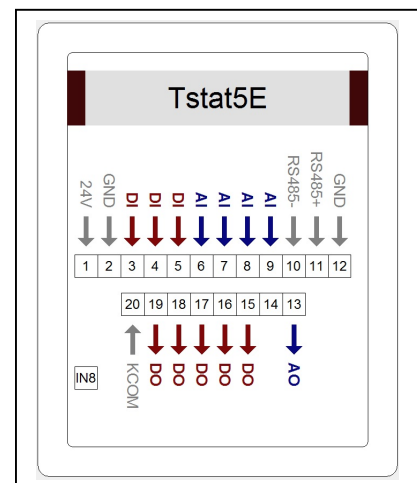 Tstat5E
24V GND DI DI DI AI AI AI AI RS485- RS485+ GND
1 2 3 4 5 6 7 8 9 10 11 12
20 19 18 17 16 15 14 13
KCOM DO DO DO DO DO AO
IN8